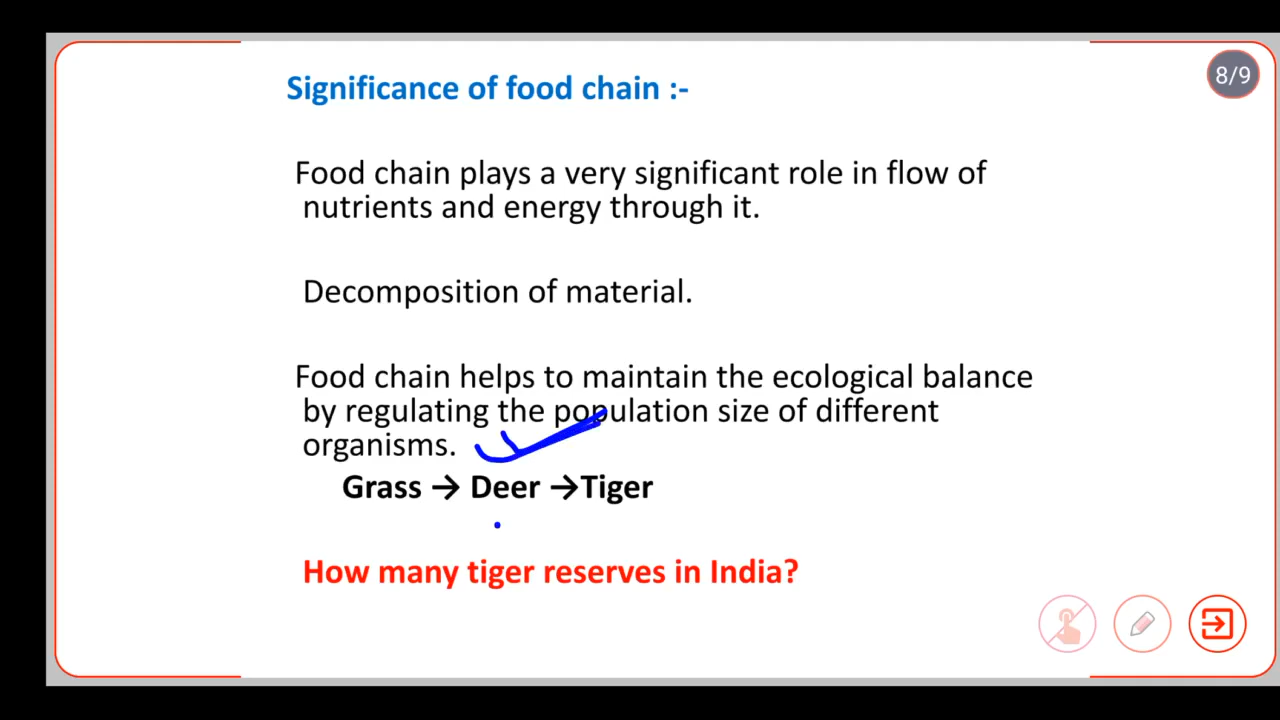 Significance of food chain :-
8/9
Food chain plays a very significant role in flow of
nutrients and energy through it.
Decomposition of material.
Food chain helps to maintain the ecological balance
by regulating the population size of different
organisms.
Grass → Deer →Tiger
How many tiger reserves in India?